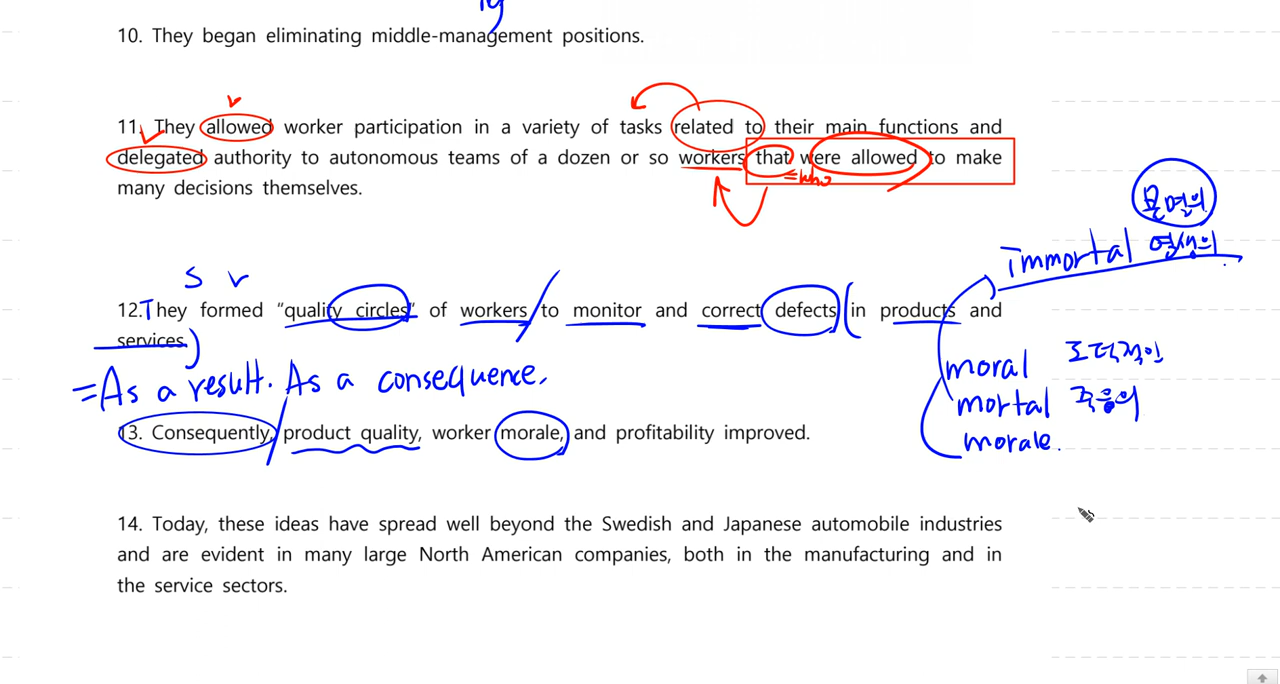 10. They began eliminating middle-management positions.
v
11. They allowed worker participation in a variety of tasks related to their main functions and
delegated authority to autonomous teams of a dozen or so workers that were allowed to make
=who
many decisions themselves.
불멸의
immortal 영생의
S v
12. They formed "quality circles" of workers to monitor and correct defects in products and
services.
moral 도덕적인
=As a result. As a consequence.
mortal 죽음의
13. Consequently, product quality, worker morale, and profitability improved.
morale.
14. Today, these ideas have spread well beyond the Swedish and Japanese automobile industries
and are evident in many large North American companies, both in the manufacturing and in
the service sectors.